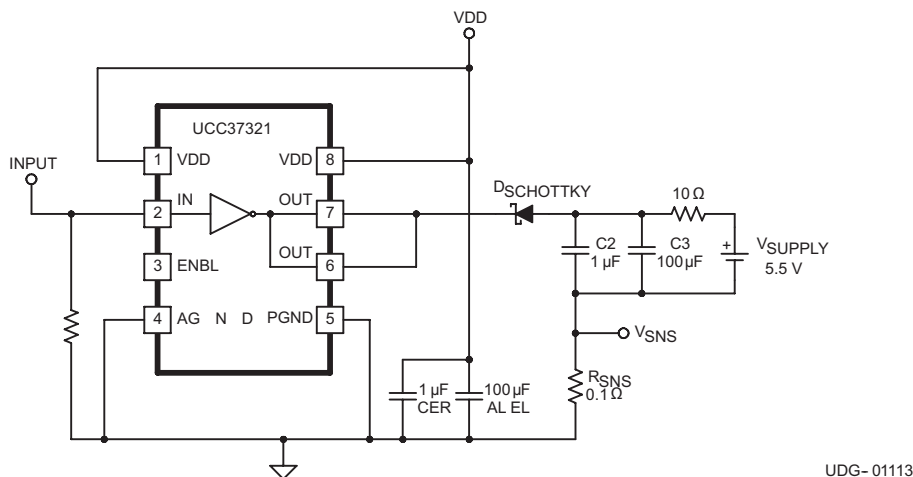 VDD
UCC37321
INPUT
1 VDD VDD 8
2 IN OUT 7
OUT 6
3 ENBL
4 AG N D PGND 5
DSCHOTTKY
10 Ω
C2
1 µF
C3
100 µF
+ VSUPPLY
5.5 V
VSNS
RSNS
0.1 Ω
1 µF
CER
100 µF
AL EL
UDG-01113